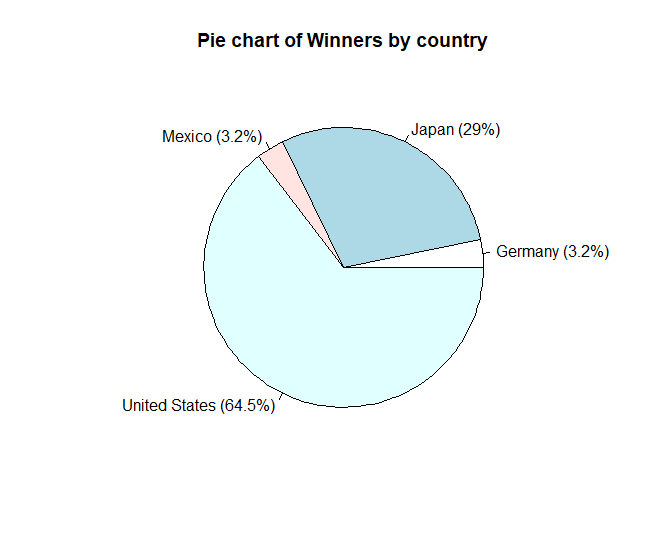 Pie chart of Winners by country
Japan (29%)
Mexico (3.2%)
Germany (3.2%)
United States (64.5%)